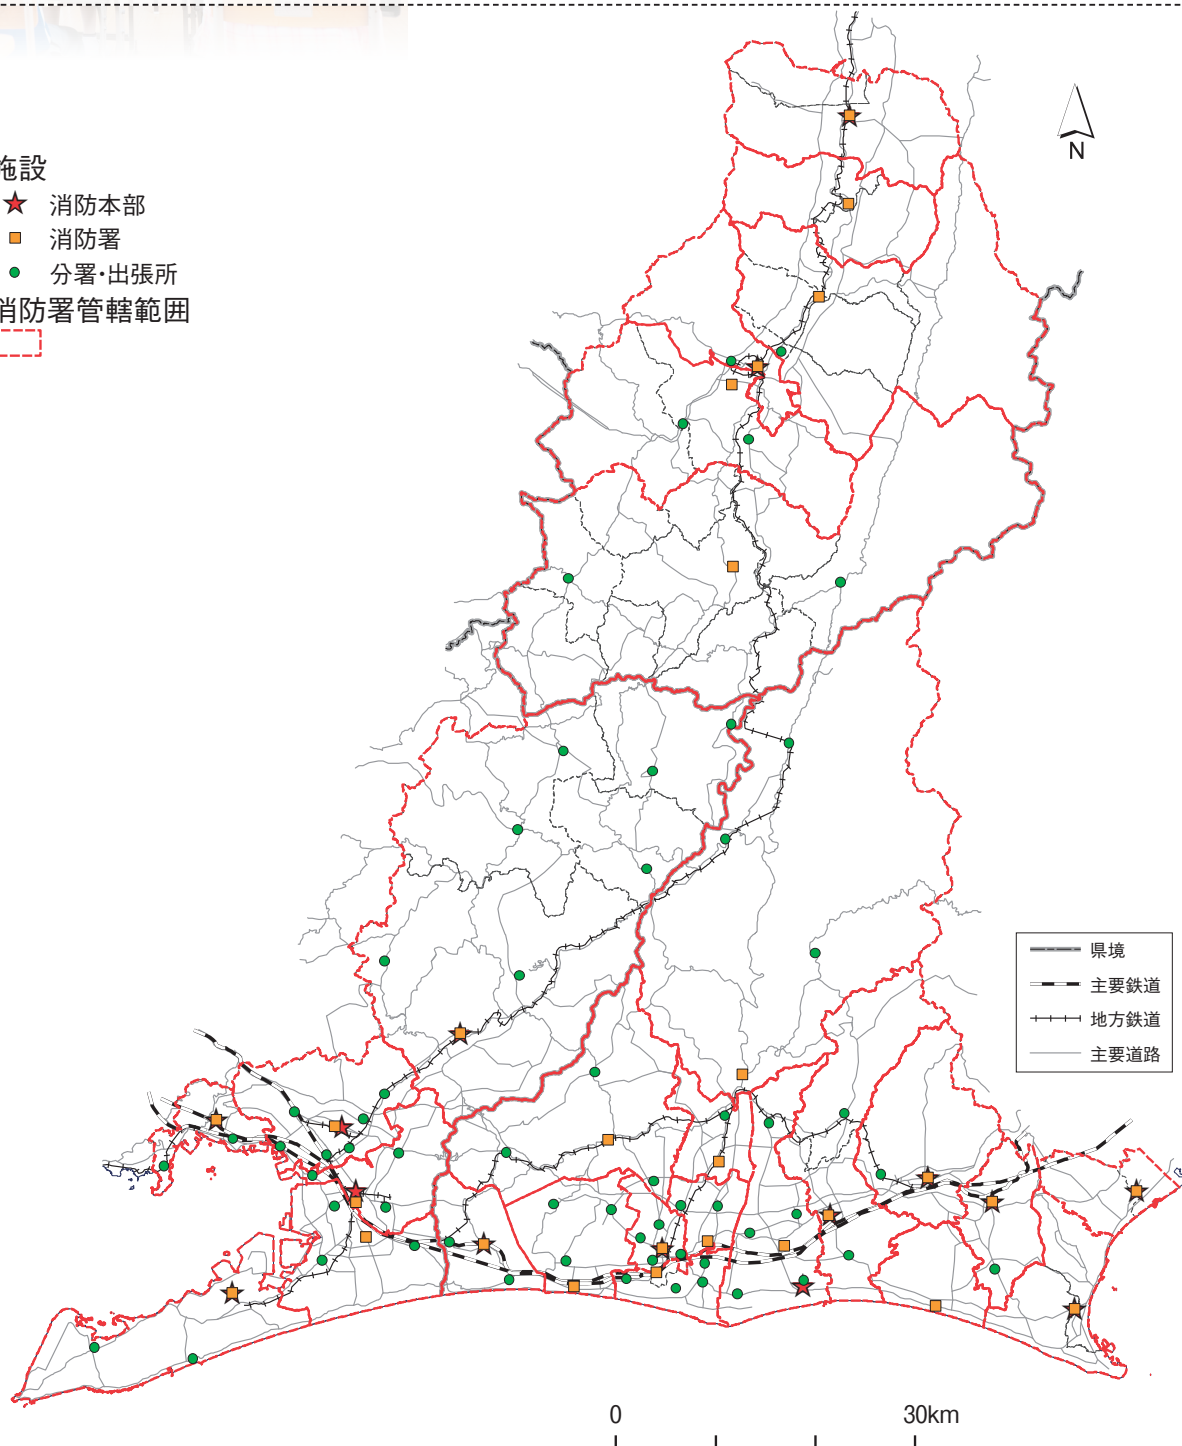 施設
消防本部
消防署
分署・出張所
消防署管轄範囲
N
県境
主要鉄道
地方鉄道
主要道路
0 30km